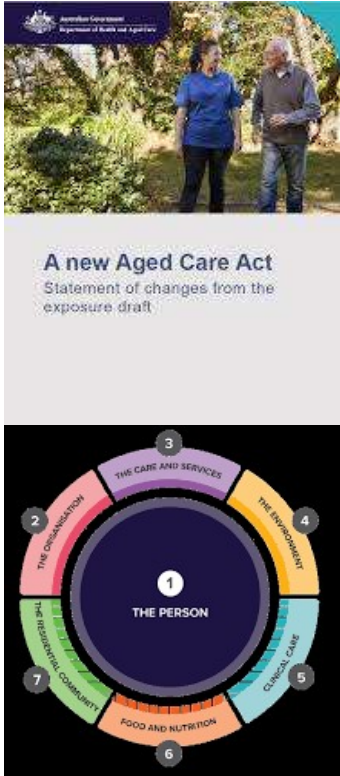 Australian Government
Department of Health and Aged Care
A new Aged Care Act
Statement of changes from the
exposure draft
1
THE PERSON
2
THE ORGANISATION
3
THE CARE AND SERVICES
4
THE ENVIRONMENT
5
CLINICAL CARE
6
FOOD AND NUTRITION
7
THE RESIDENTIAL COMMUNITY